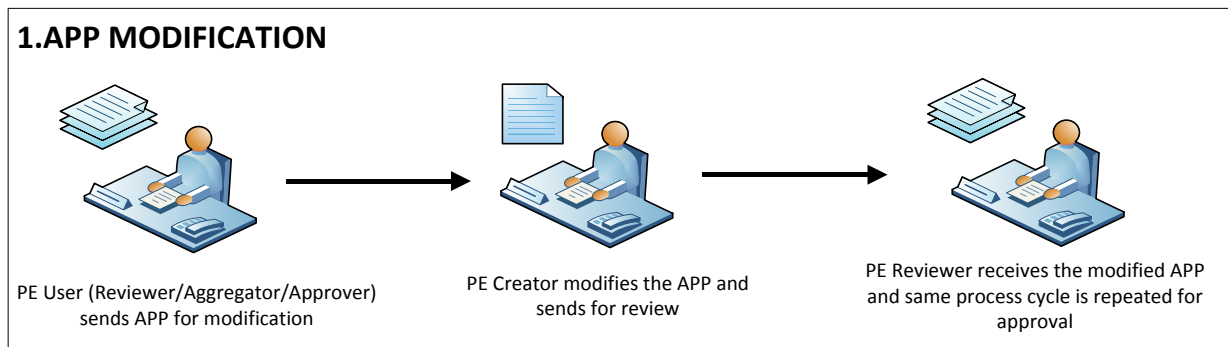 1.APP MODIFICATION
PE User (Reviewer/Aggregator/Approver)
sends APP for modification
PE Creator modifies the APP and
sends for review
PE Reviewer receives the modified APP
and same process cycle is repeated for
approval